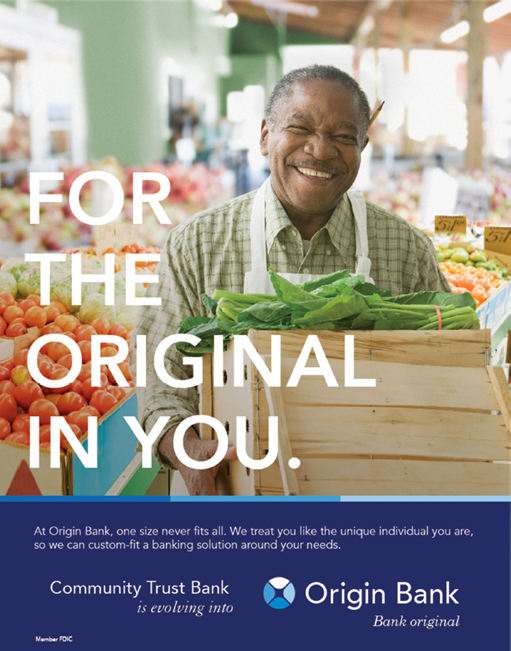 FOR
THE
ORIGINAL
IN YOU.
At Origin Bank, one size never fits all. We treat you like the unique individual you are,
so we can custom-fit a banking solution around your needs.
Community Trust Bank
is evolving into
Origin Bank
Bank original
Member FDIC